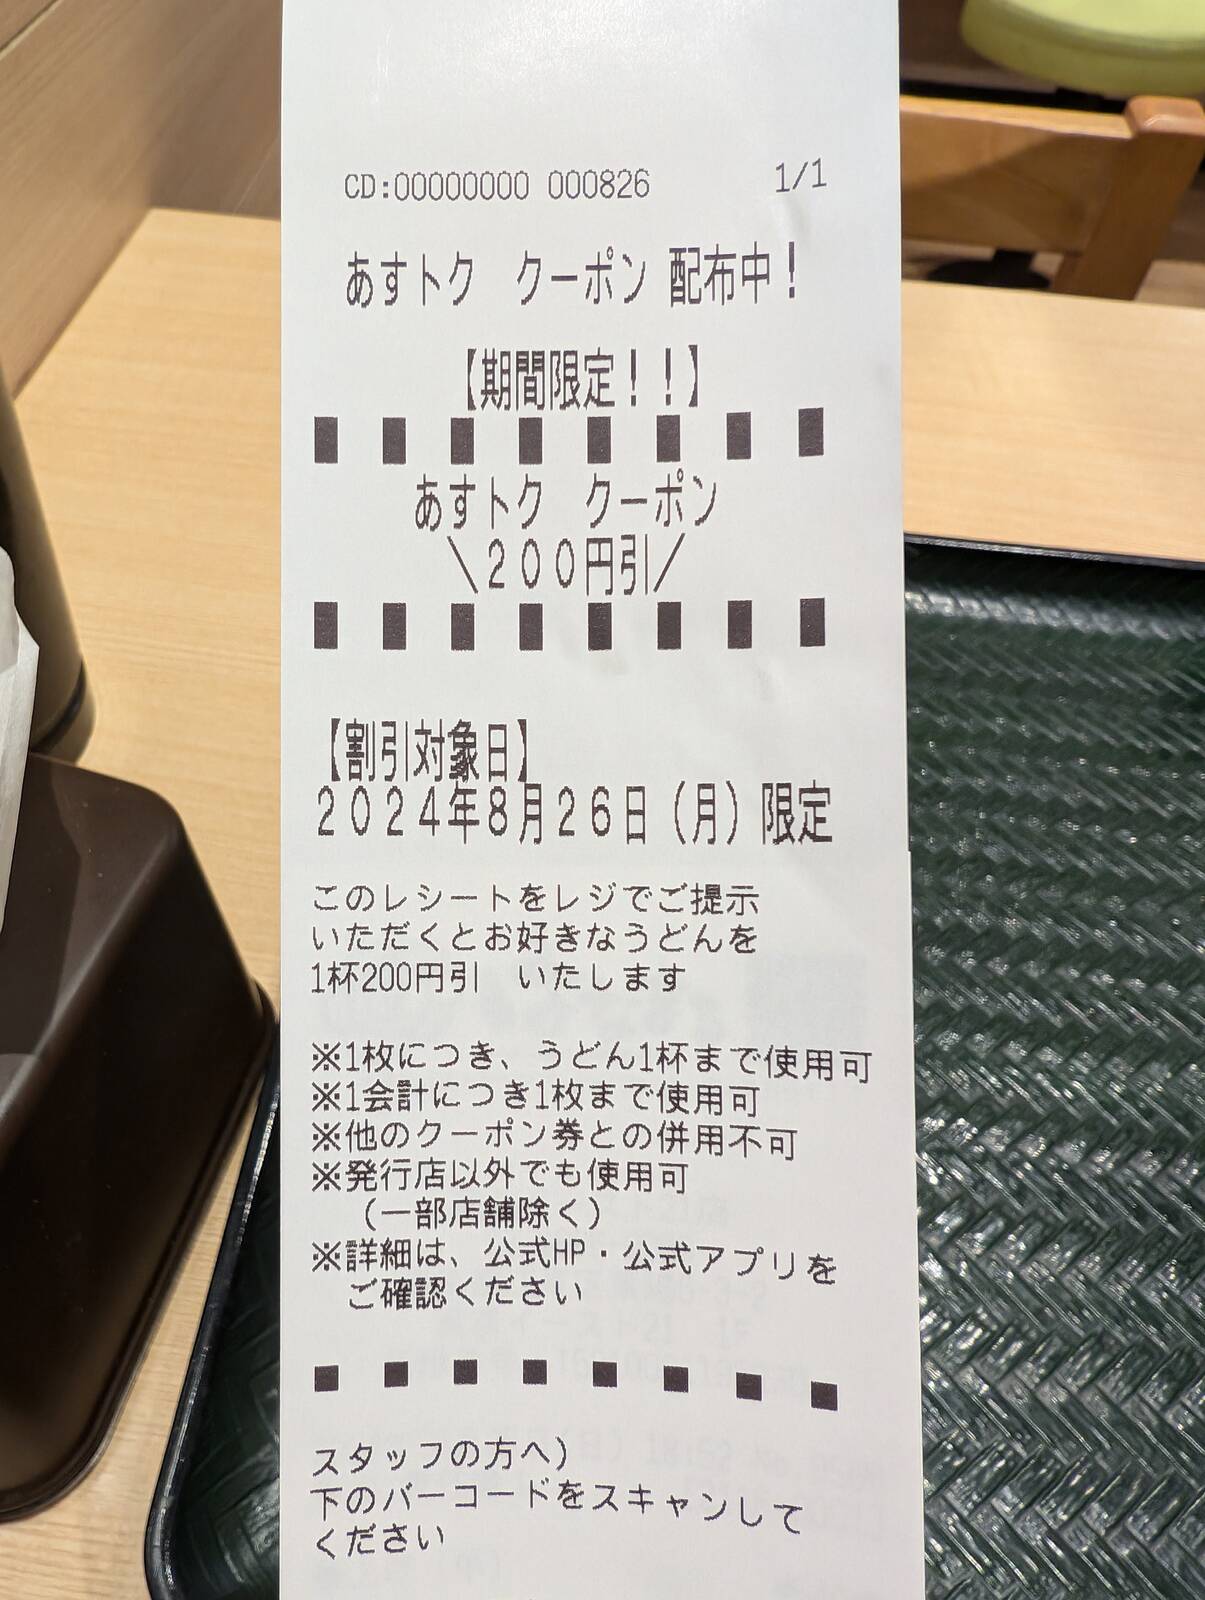 CD:00000000 000826 1/1
あすトク クーポン 配布中！
【期間限定！！】
■ ■ ■ ■ ■ ■ ■ ■
あすトク クーポン
＼２００円引／
■ ■ ■ ■ ■ ■ ■ ■
【割引対象日】
２０２４年８月２６日（月）限定
このレシートをレジでご提示
いただくとお好きなうどんを
1杯200円引 いたします
※1枚につき、うどん1杯まで使用可
※1会計につき1枚まで使用可
※他のクーポン券との併用不可
※発行店以外でも使用可
（一部店舗除く）
※詳細は、公式HP・公式アプリを
ご確認ください
■ ■ ■ ■ ■ ■ ■ ■
スタッフの方へ）
下のバーコードをスキャンして
ください